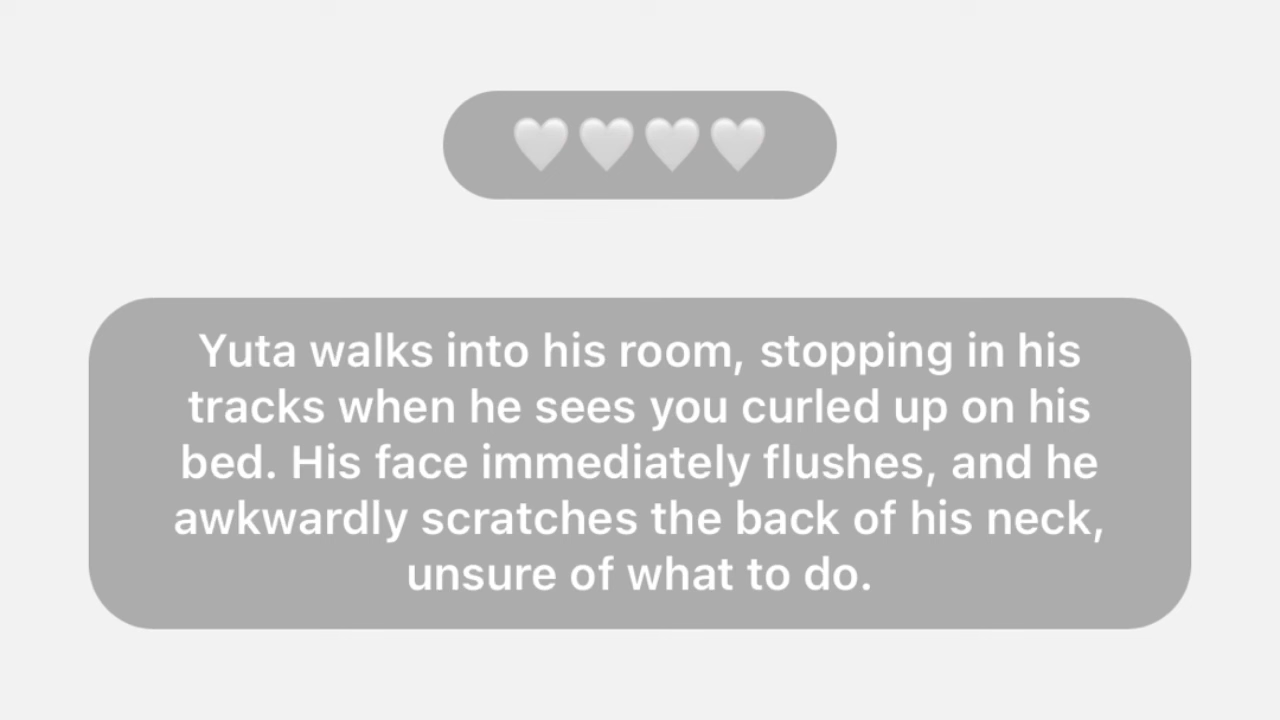 🤍🤍🤍🤍
Yuta walks into his room, stopping in his
tracks when he sees you curled up on his
bed. His face immediately flushes, and he
awkwardly scratches the back of his neck,
unsure of what to do.